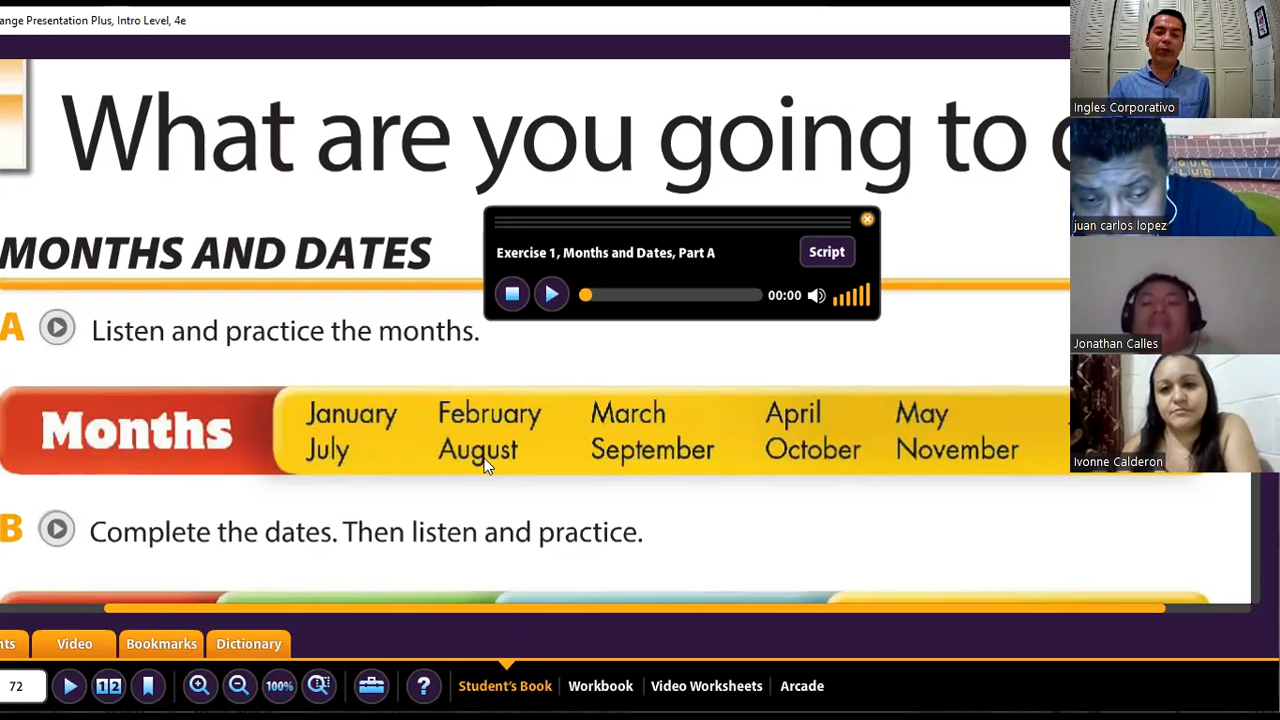 ange Presentation Plus, Intro Level, 4e
What are you going to
MONTHS AND DATES
Exercise 1, Months and Dates, Part A
Script
00:00
A Listen and practice the months.
Months
January February March April May
July August September October November
B Complete the dates. Then listen and practice.
Ingles Corporativo
juan carlos lopez
Jonathan Calles
Ivonne Calderon
nts Video Bookmarks Dictionary
72 12 100% ? Student's Book Workbook Video Worksheets Arcade